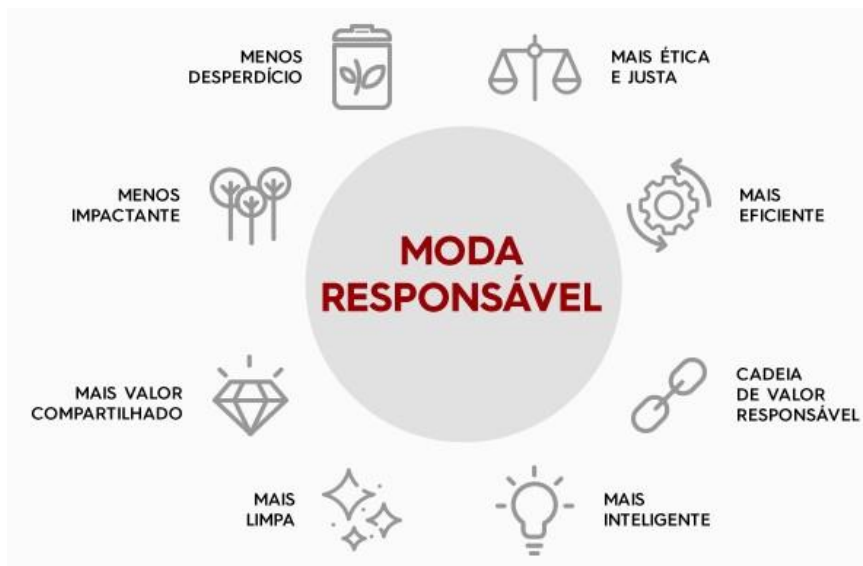 MENOS
DESPERDÍCIO
MAIS ÉTICA
E JUSTA
MENOS
IMPACTANTE
MAIS
EFICIENTE
MODA
RESPONSÁVEL
MAIS VALOR
COMPARTILHADO
CADEIA
DE VALOR
RESPONSÁVEL
MAIS
LIMPA
MAIS
INTELIGENTE